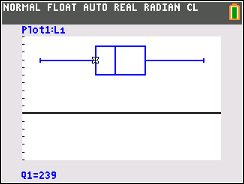 NORMAL FLOAT AUTO REAL RADIAN CL
Plot1:L₁
Q1=239